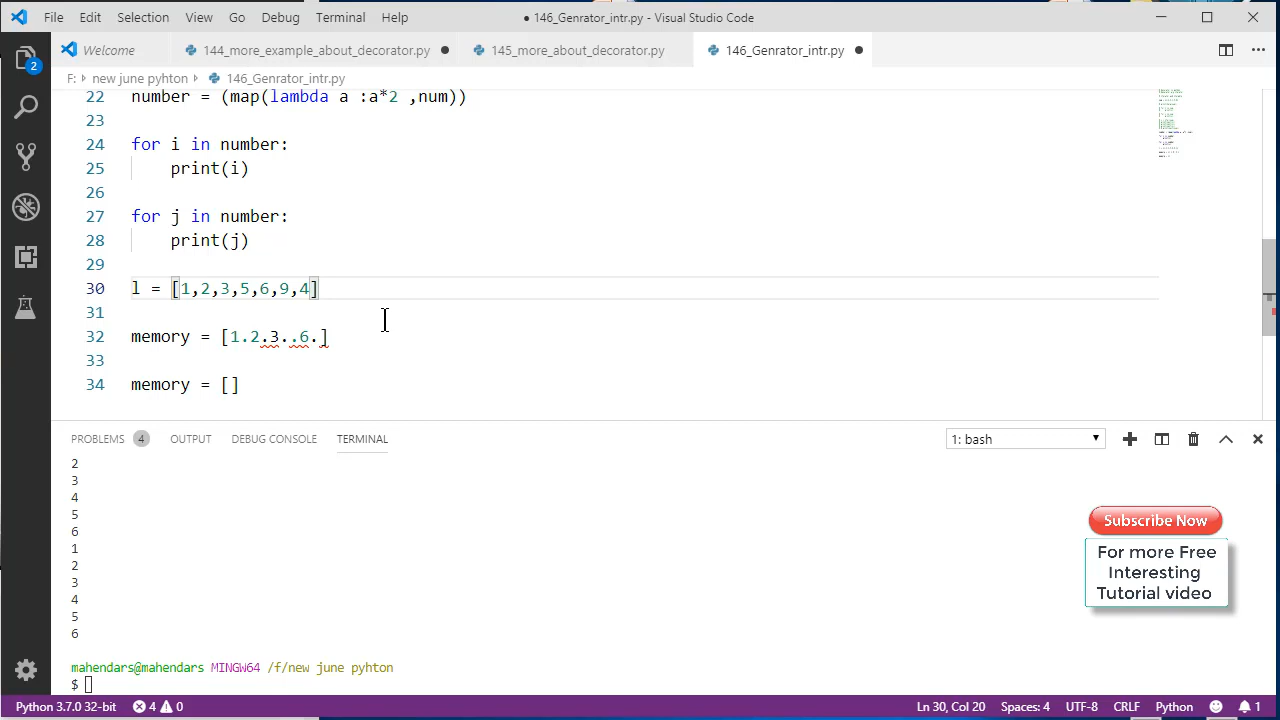 File Edit Selection View Go Debug Terminal Help
● 146_Genrator_intr.py - Visual Studio Code
Welcome 144_more_example_about_decorator.py 145_more_about_decorator.py 146_Genrator_intr.py
F: > new june pyhton > 146_Genrator_intr.py
2
22 number = (map(lambda a :a*2 ,num))
23
24 for i in number:
25 print(i)
26
27 for j in number:
28 print(j)
29
30 l = [1,2,3,5,6,9,4]
31
32 memory = [1.2.3..6.]
33
34 memory = []
PROBLEMS 4 OUTPUT DEBUG CONSOLE TERMINAL 1: bash
2
3
4
5
6
1
2
3
4
5
6
mahendars@mahendars MINGW64 /f/new june pyhton
$
Subscribe Now
For more Free
Interesting
Tutorial video
Python 3.7.0 32-bit 4 0 Ln 30, Col 20 Spaces: 4 UTF-8 CRLF Python 1